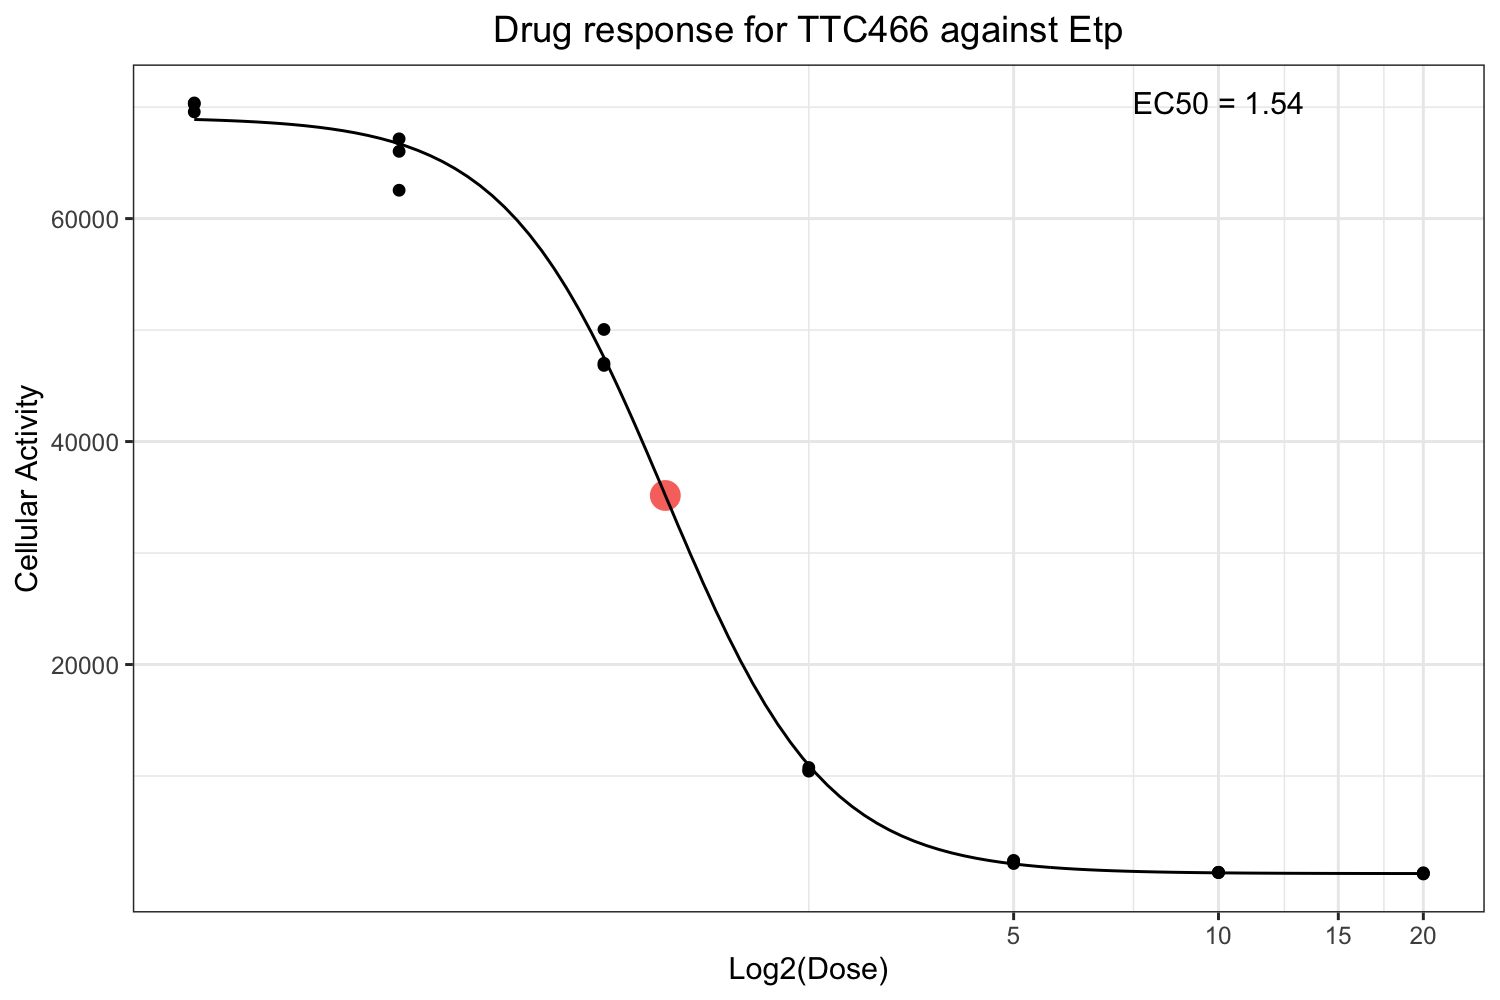 Drug response for TTC466 against Etp
EC50 = 1.54
Cellular Activity
60000
40000
20000
5 10 15 20
Log2(Dose)